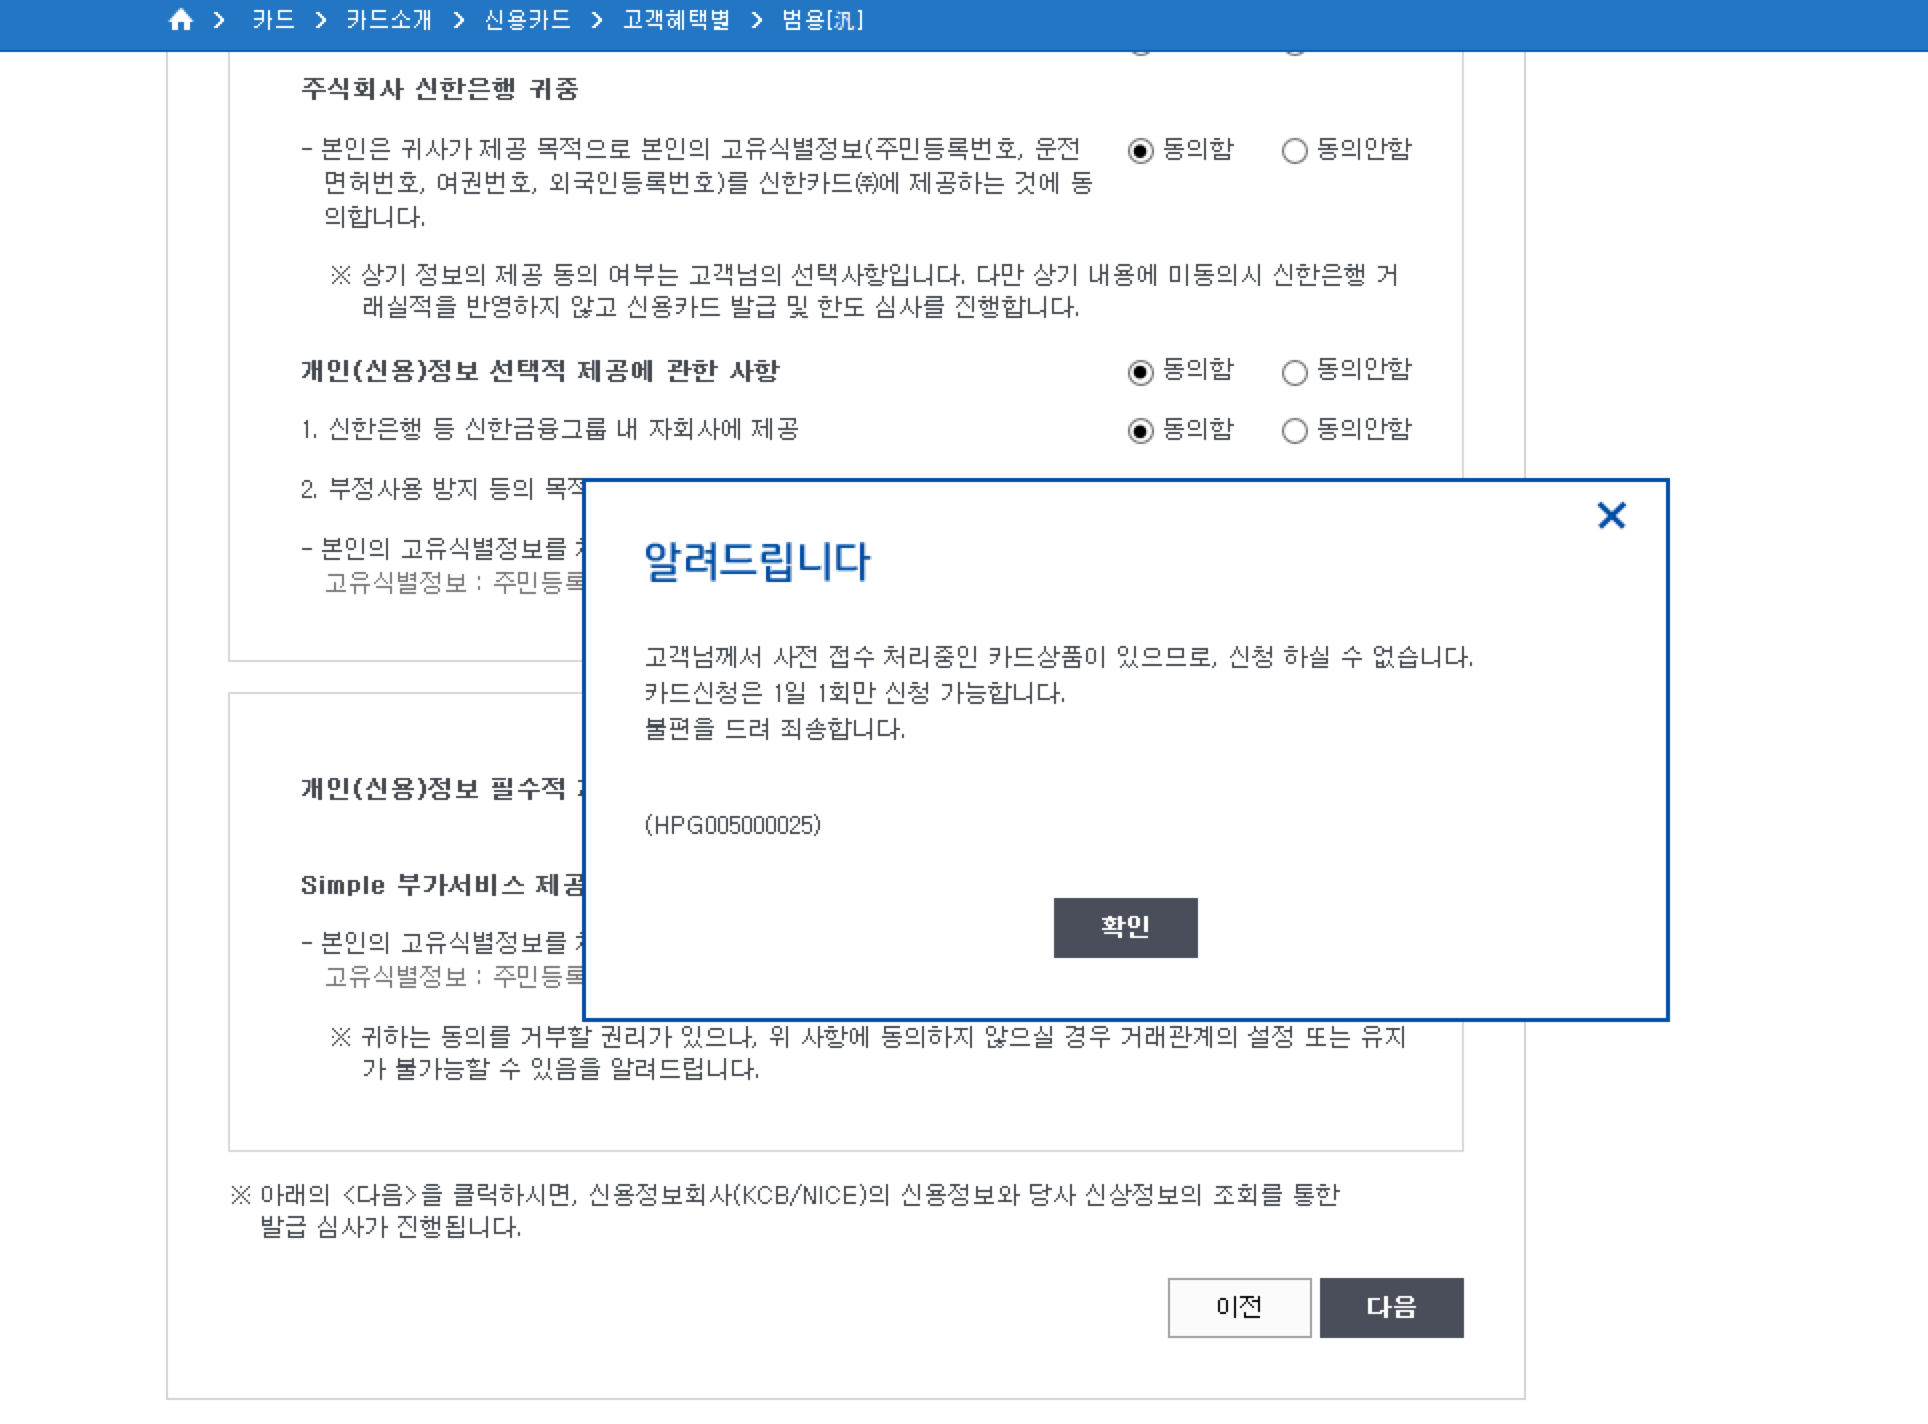 카드 > 카드소개 > 신용카드 > 고객혜택별 > 범용[汎]
주식회사 신한은행 귀중
- 본인은 귀사가 제공 목적으로 본인의 고유식별정보(주민등록번호, 운전 동의함 동의안함
면허번호, 여권번호, 외국인등록번호)를 신한카드㈜에 제공하는 것에 동
의합니다.
※ 상기 정보의 제공 동의 여부는 고객님의 선택사항입니다. 다만 상기 내용에 미동의시 신한은행 거
래실적을 반영하지 않고 신용카드 발급 및 한도 심사를 진행합니다.
개인(신용)정보 선택적 제공에 관한 사항 동의함 동의안함
1. 신한은행 등 신한금융그룹 내 자회사에 제공 동의함 동의안함
2. 부정사용 방지 등의 목적
- 본인의 고유식별정보를
고유식별정보 : 주민등록
알려드립니다
고객님께서 사전 접수 처리중인 카드상품이 있으므로, 신청 하실 수 없습니다.
카드신청은 1일 1회만 신청 가능합니다.
불편을 드려 죄송합니다.
(HPG005000025)
확인
개인(신용)정보 필수적
Simple 부가서비스 제공
- 본인의 고유식별정보를
고유식별정보 : 주민등록
※ 귀하는 동의를 거부할 권리가 있으나, 위 사항에 동의하지 않으실 경우 거래관계의 설정 또는 유지
가 불가능할 수 있음을 알려드립니다.
※ 아래의 <다음>을 클릭하시면, 신용정보회사(KCB/NICE)의 신용정보와 당사 신상정보의 조회를 통한
발급 심사가 진행됩니다.
이전 다음